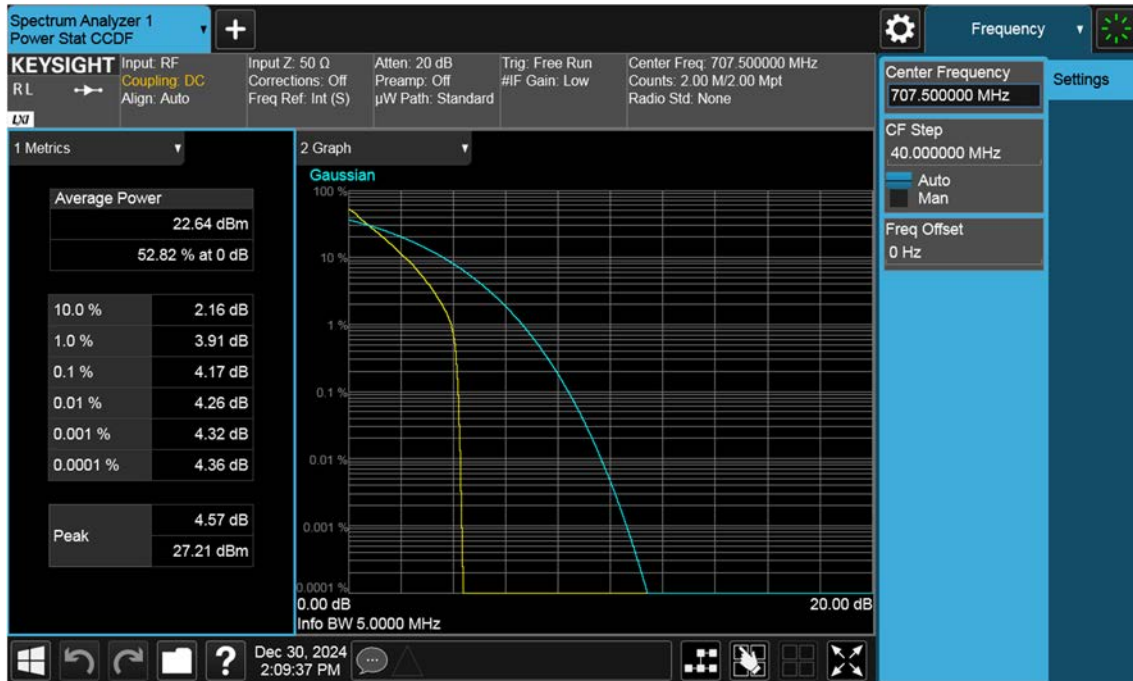 Spectrum Analyzer 1
Power Stat CCDF
Frequency
KEYSIGHT
RL
LXI
Input: RF
Coupling: DC
Align: Auto
Input Z: 50 Ω
Corrections: Off
Freq Ref: Int (S)
Atten: 20 dB
Preamp: Off
µW Path: Standard
Trig: Free Run
#IF Gain: Low
Center Freq: 707.500000 MHz
Counts: 2.00 M/2.00 Mpt
Radio Std: None
Center Frequency
707.500000 MHz
Settings
CF Step
40.000000 MHz
Auto
Man
Freq Offset
0 Hz
1 Metrics
Average Power
22.64 dBm
52.82 % at 0 dB
10.0 % 2.16 dB
1.0 % 3.91 dB
0.1 % 4.17 dB
0.01 % 4.26 dB
0.001 % 4.32 dB
0.0001 % 4.36 dB
Peak
4.57 dB
27.21 dBm
2 Graph
Gaussian
100 %
10 %
1 %
0.1 %
0.01 %
0.001 %
0.0001 %
0.00 dB 20.00 dB
Info BW 5.0000 MHz
Dec 30, 2024
2:09:37 PM